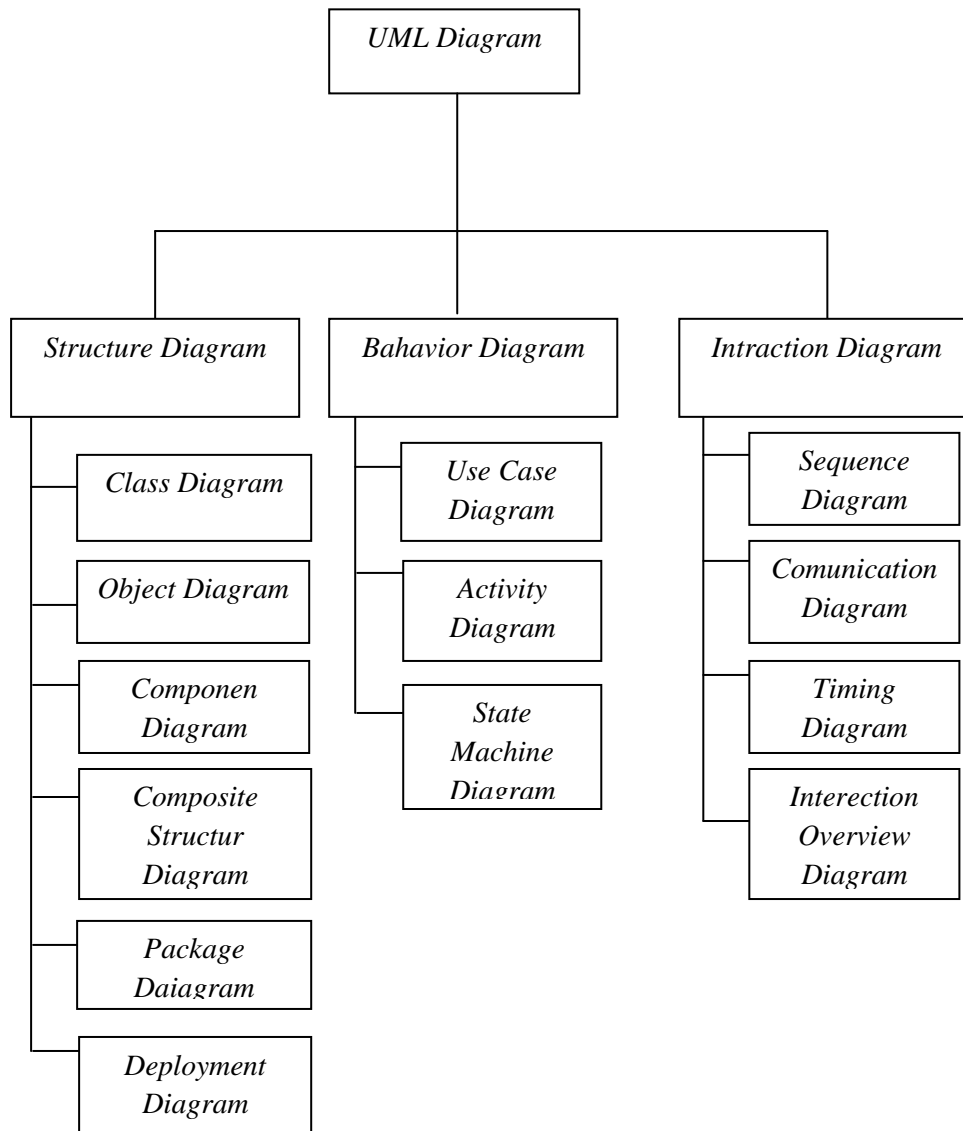 UML Diagram
Structure Diagram
Bahavior Diagram
Intraction Diagram
Class Diagram
Object Diagram
Componen
Diagram
Composite
Structur
Diagram
Package
Daiagram
Deployment
Diagram
Use Case
Diagram
Activity
Diagram
State
Machine
Diagram
Sequence
Diagram
Comunication
Diagram
Timing
Diagram
Interection
Overview
Diagram